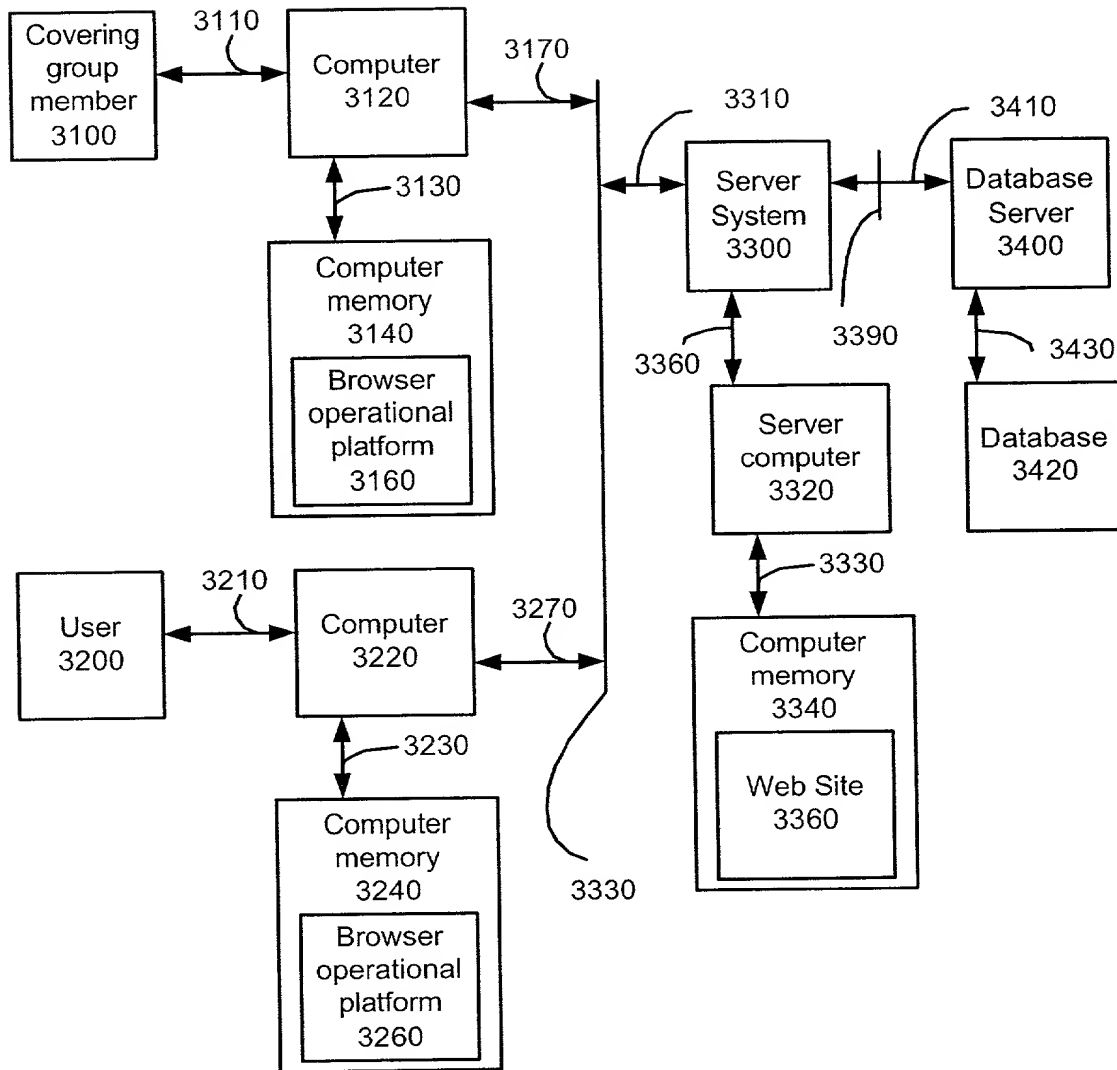 Covering
group
member
3100
3110
Computer
3120
3170
3130
Computer
memory
3140
Browser
operational
platform
3160
3310
Server
System
3300
3410
Database
Server
3400
3360
3390
3430
Server
computer
3320
Database
3420
3330
Computer
memory
3340
Web Site
3360
User
3200
3210
Computer
3220
3270
3230
Computer
memory
3240
Browser
operational
platform
3260
3330